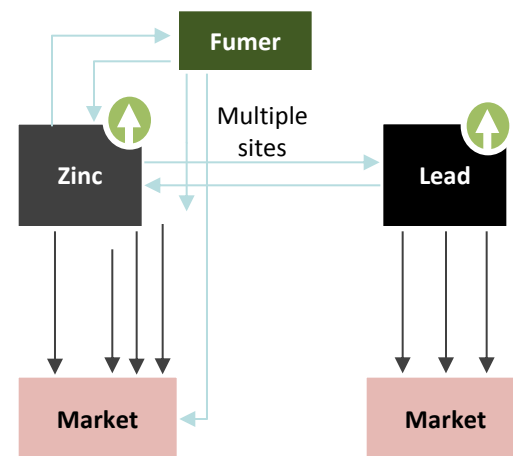 Fumer
Multiple
sites
Zinc
Lead
Market
Market